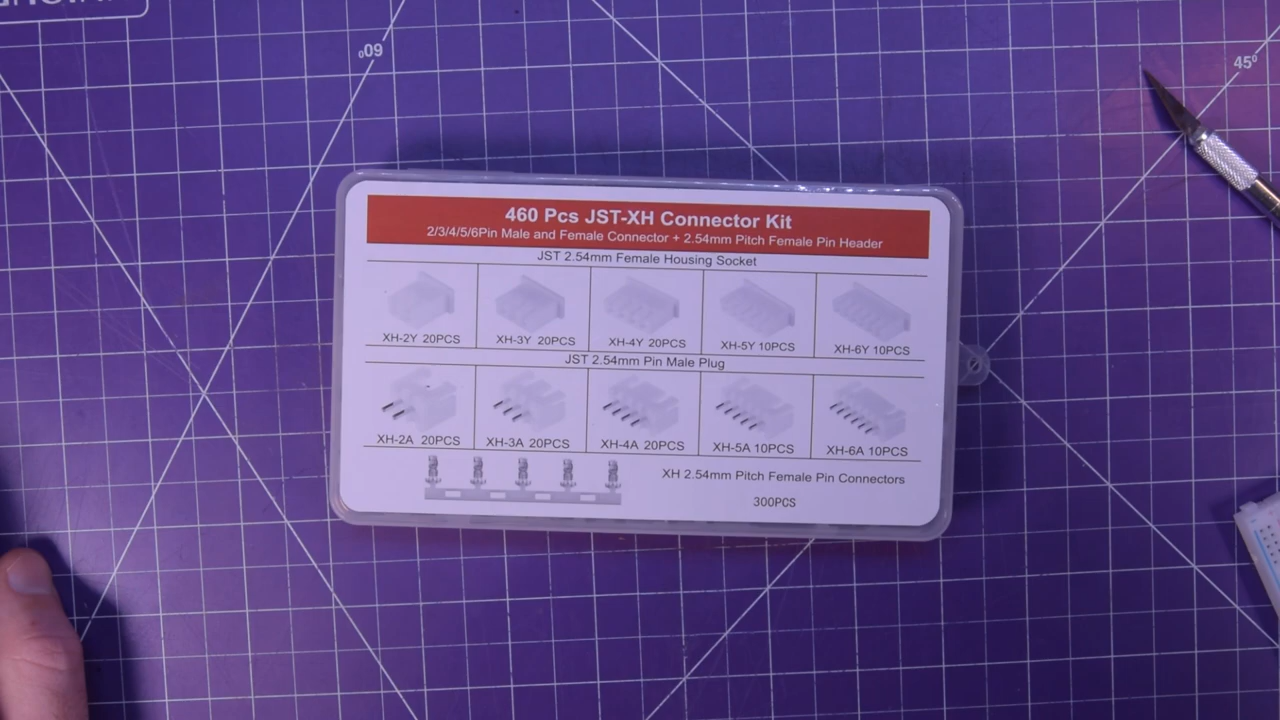 60º
45º
460 Pcs JST-XH Connector Kit
2/3/4/5/6Pin Male and Female Connector + 2.54mm Pitch Female Pin Header
JST 2.54mm Female Housing Socket
XH-2Y 20PCS XH-3Y 20PCS XH-4Y 20PCS XH-5Y 10PCS XH-6Y 10PCS
JST 2.54mm Pin Male Plug
XH-2A 20PCS XH-3A 20PCS XH-4A 20PCS XH-5A 10PCS XH-6A 10PCS
XH 2.54mm Pitch Female Pin Connectors
300PCS